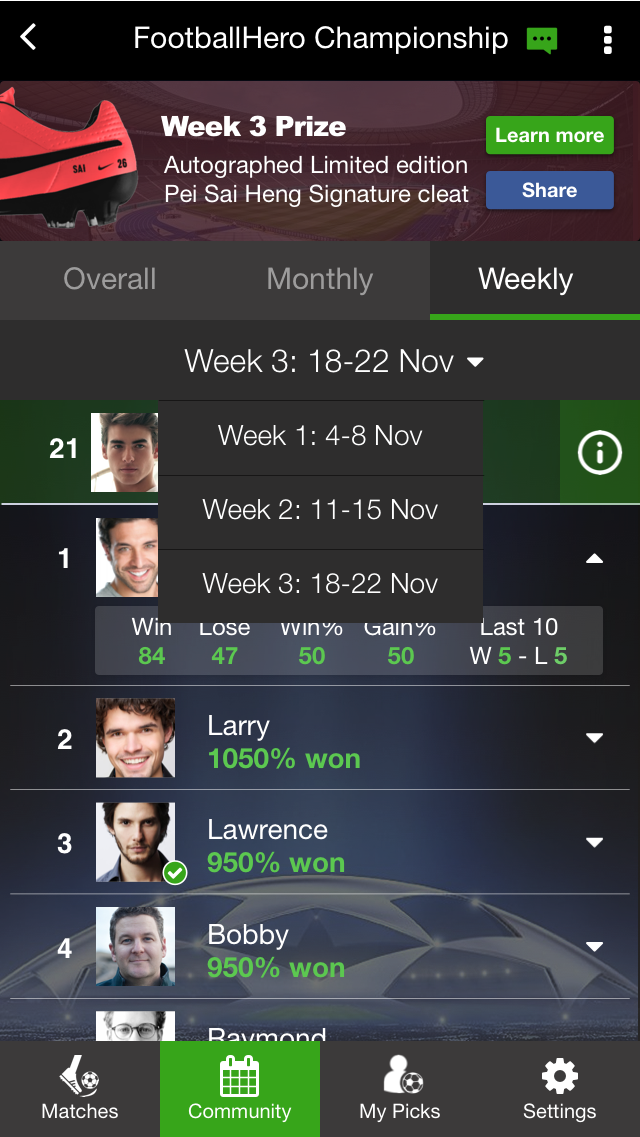 FootballHero Championship
Week 3 Prize
Autographed Limited edition
Pei Sai Heng Signature cleat
Learn more
Share
SAI
26
Overall
Monthly
Weekly
Week 3: 18-22 Nov
21
Week 1: 4-8 Nov
Week 2: 11-15 Nov
Week 3: 18-22 Nov
1
Win Lose Win% Gain% Last 10
84 47 50 50 W 5 - L 5
2
Larry
1050% won
3
Lawrence
950% won
4
Bobby
950% won
Raymond
Matches
Community
My Picks
Settings